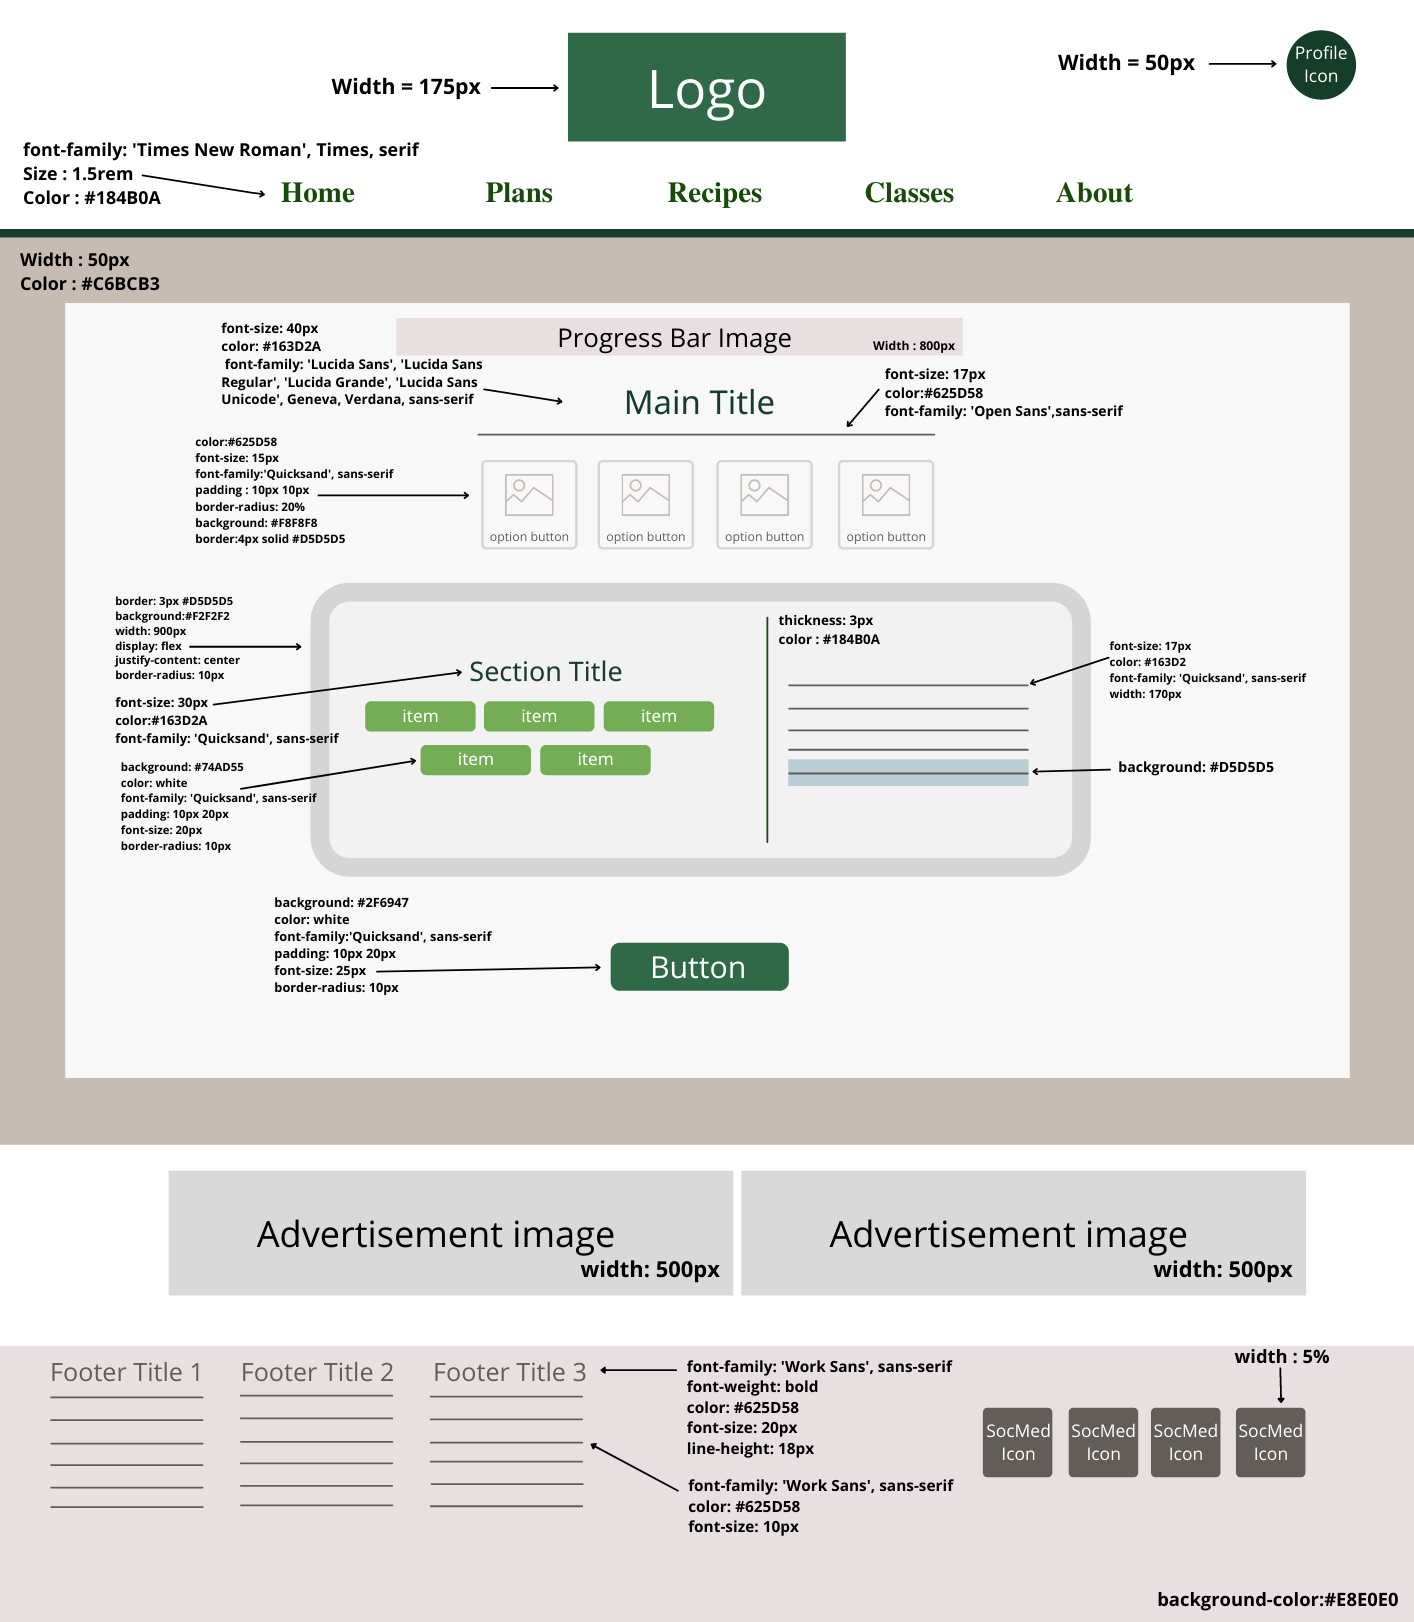 Logo
Width = 175px
Width = 50px
Profile
Icon
font-family: 'Times New Roman', Times, serif
Size : 1.5rem
Color : #184B0A
Home
Plans
Recipes
Classes
About
Width : 50px
Color : #C6BCB3
Progress Bar Image
Width : 800px
font-size: 40px
color: #163D2A
font-family: 'Lucida Sans', 'Lucida Sans
Regular', 'Lucida Grande', 'Lucida Sans
Unicode', Geneva, Verdana, sans-serif
Main Title
font-size: 17px
color:#625D58
font-family: 'Open Sans',sans-serif
color:#625D58
font-size: 15px
font-family:'Quicksand', sans-serif
padding : 10px 10px
border-radius: 20%
background: #F8F8F8
border:4px solid #D5D5D5
option button
option button
option button
option button
border: 3px #D5D5D5
background:#F2F2F2
width: 900px
display: flex
justify-content: center
border-radius: 10px
font-size: 30px
color:#163D2A
font-family: 'Quicksand', sans-serif
background: #74AD55
color: white
font-family: 'Quicksand', sans-serif
padding: 10px 20px
font-size: 20px
border-radius: 10px
Section Title
item
item
item
item
item
thickness: 3px
color : #184B0A
font-size: 17px
color: #163D2
font-family: 'Quicksand', sans-serif
width: 170px
background: #D5D5D5
background: #2F6947
color: white
font-family:'Quicksand', sans-serif
padding: 10px 20px
font-size: 25px
border-radius: 10px
Button
Advertisement image
width: 500px
Advertisement image
width: 500px
Footer Title 1
Footer Title 2
Footer Title 3
font-family: 'Work Sans', sans-serif
font-weight: bold
color: #625D58
font-size: 20px
line-height: 18px
font-family: 'Work Sans', sans-serif
color: #625D58
font-size: 10px
width : 5%
SocMed
Icon
SocMed
Icon
SocMed
Icon
SocMed
Icon
background-color:#E8E0E0